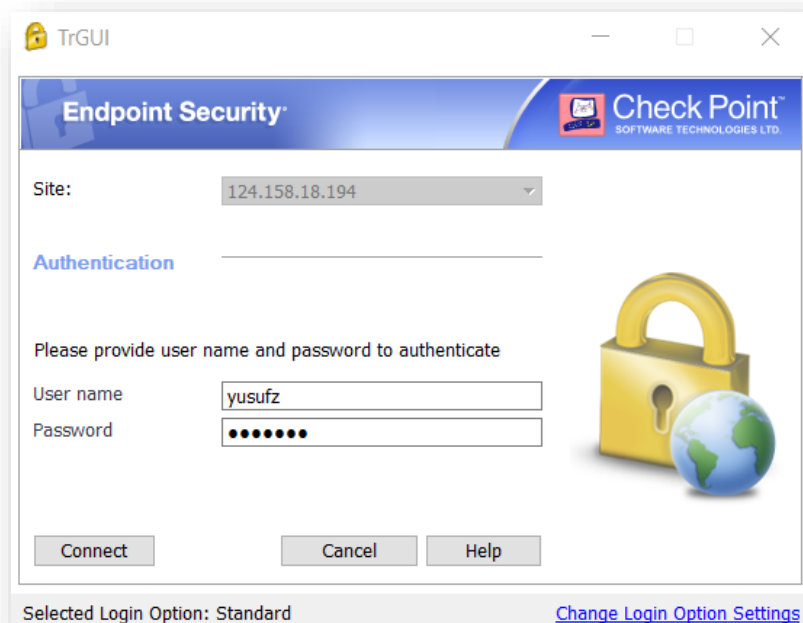 TrGUI
Endpoint Security
Check Point™
SOFTWARE TECHNOLOGIES LTD.
Site:
124.158.18.194
Authentication
Please provide user name and password to authenticate
User name
yusufz
Password
●●●●●●●
Connect
Cancel
Help
Selected Login Option: Standard
Change Login Option Settings